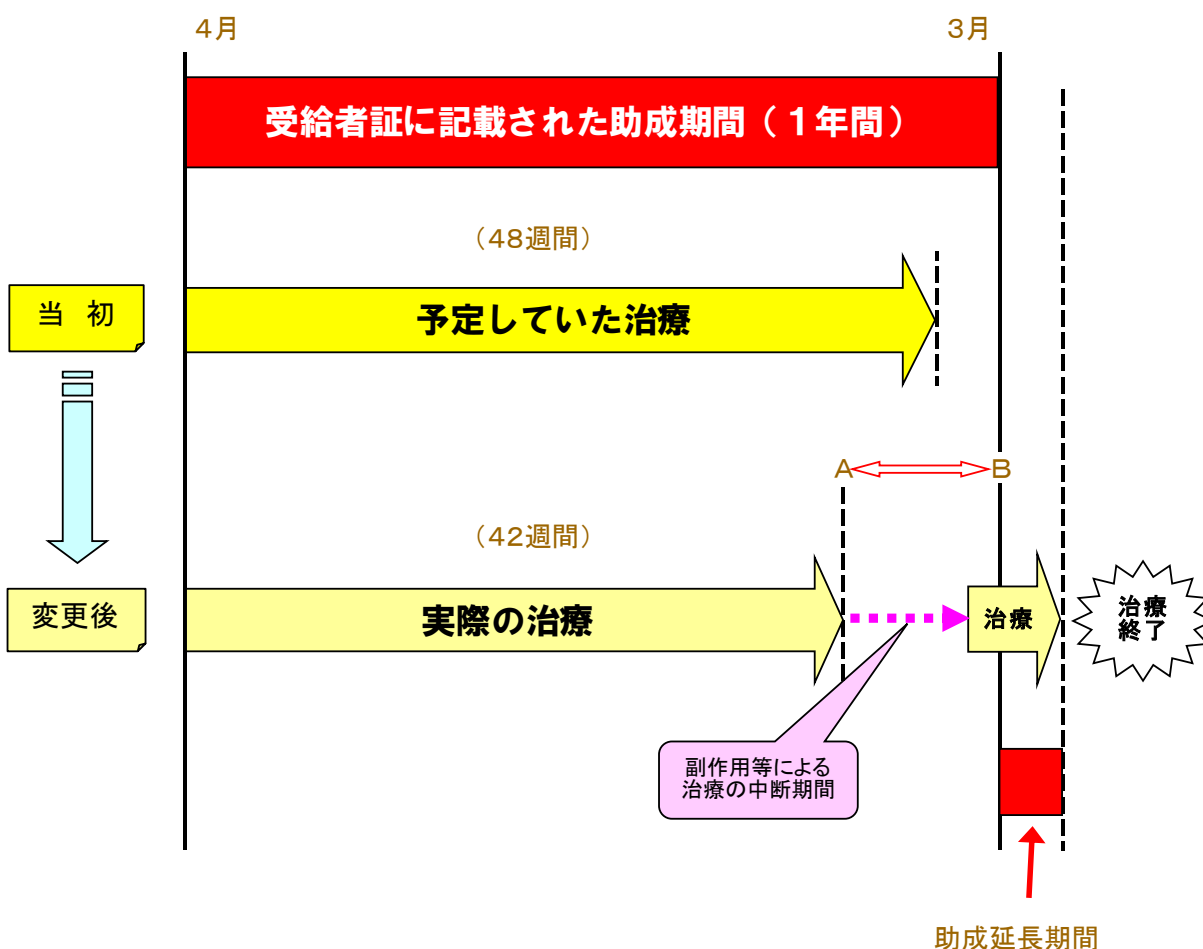 4月
3月
受給者証に記載された助成期間（1年間）
（48週間）
当　初
予定していた治療
A
B
（42週間）
変更後
実際の治療
治療
治療
終了
副作用等による
治療の中断期間
助成延長期間